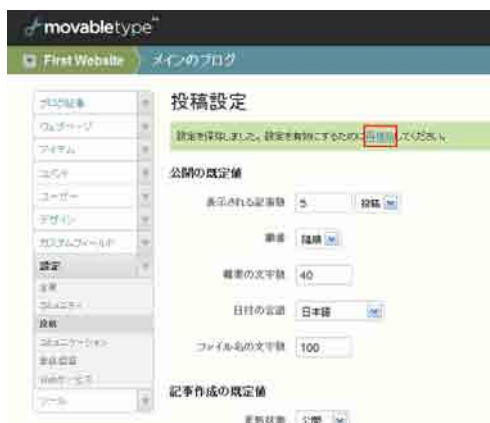 movabletype™
First Website
メインのブログ
ブログ記事
ウェブページ
アイテム
コメント
ユーザー
デザイン
カスタムフィールド
設定
全般
コミュニティ
投稿
コミュニケーション
登録/認証
Webサービス
ツール
投稿設定
設定を保存しました。設定を有効にするために再構築してください。
公開の既定値
表示される記事数 5 投稿
順番 降順
概要の文字数 40
日付の言語 日本語
ファイル名の文字数 100
記事作成の既定値
更新状態 公開